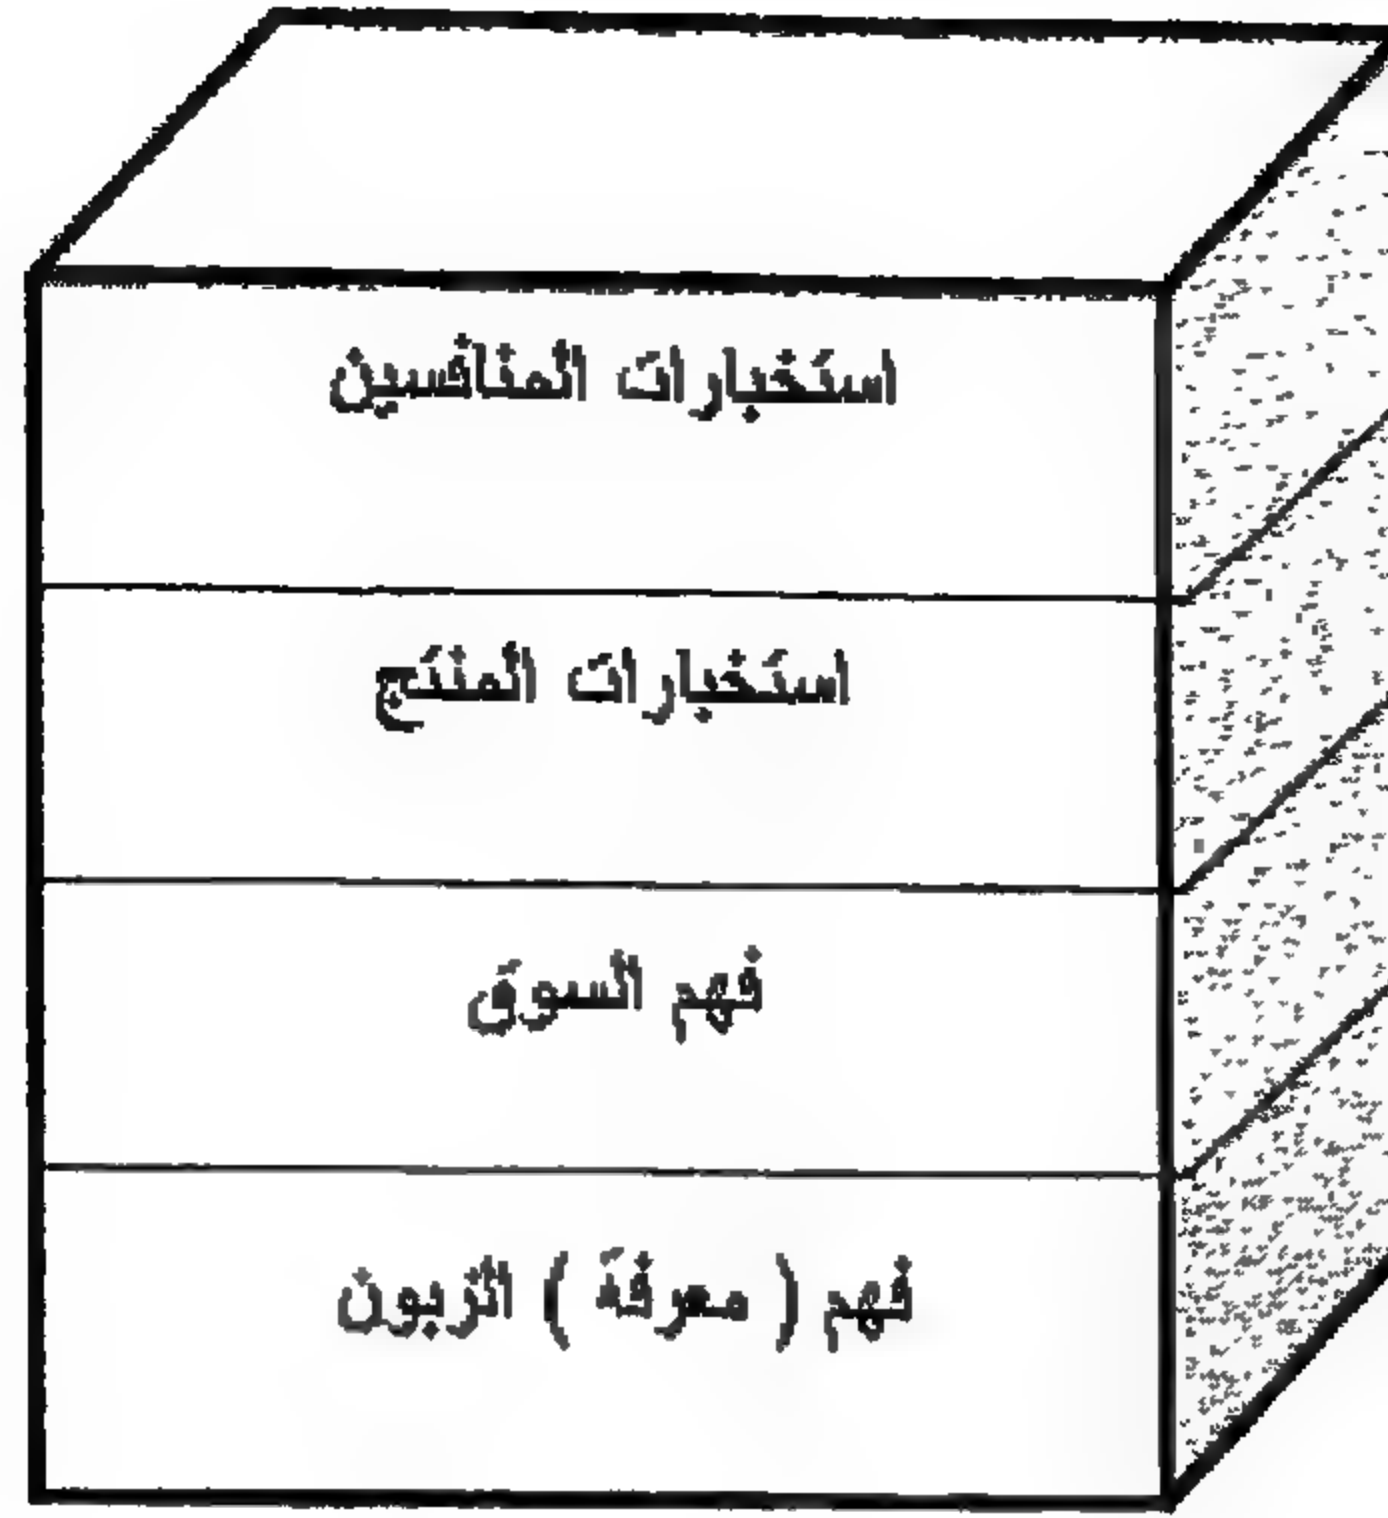 استخبارات المنافسين
استخبارات المنتج
فهم السوق
فهم ( معرفة ) الزبون